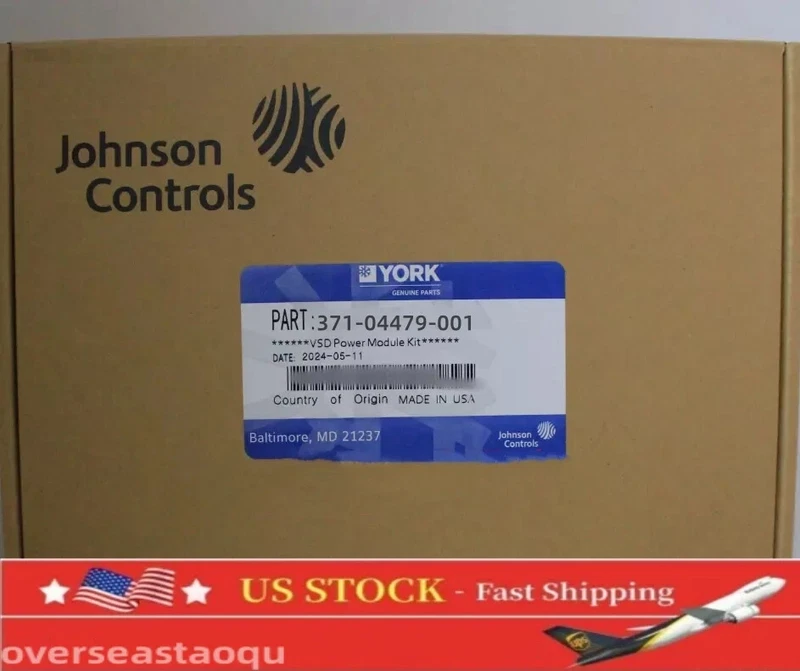 Johnson
Controls
YORK
GENUINE PARTS
PART:371-04479-001
******VSD Power Module Kit******
DATE: 2024-05-11
Country of Origin MADE IN USA
Baltimore, MD 21237
Johnson
Controls
US STOCK - Fast Shipping
overseastaoqu